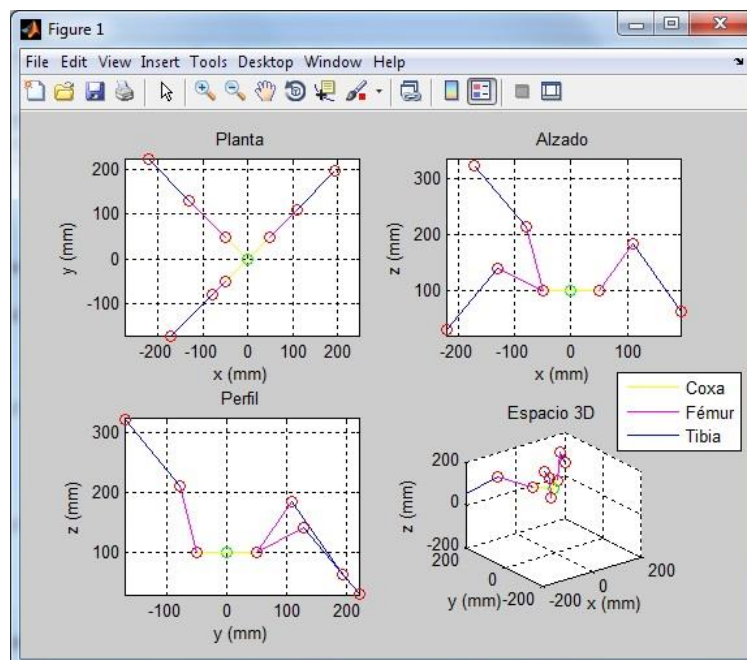 Figure 1
File Edit View Insert Tools Desktop Window Help
Planta
200
100
0
-100
y (mm)
-200 -100 0 100 200
x (mm)
Alzado
300
200
100
z (mm)
-200 -100 0 100
x (mm)
Perfil
300
200
100
z (mm)
-100 0 100 200
y (mm)
Coxa
Fémur
Tibia
Espacio 3D
200
0
-200
z (mm)
200
0
-200
y (mm)
-200
0
200
x (mm)